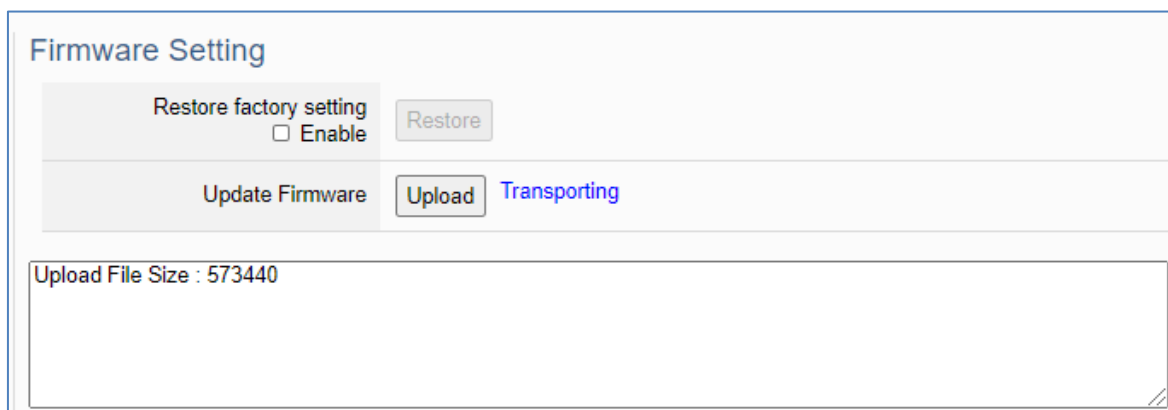 Firmware Setting
Restore factory setting
Enable
Restore
Update Firmware
Upload
Transporting
Upload File Size : 573440